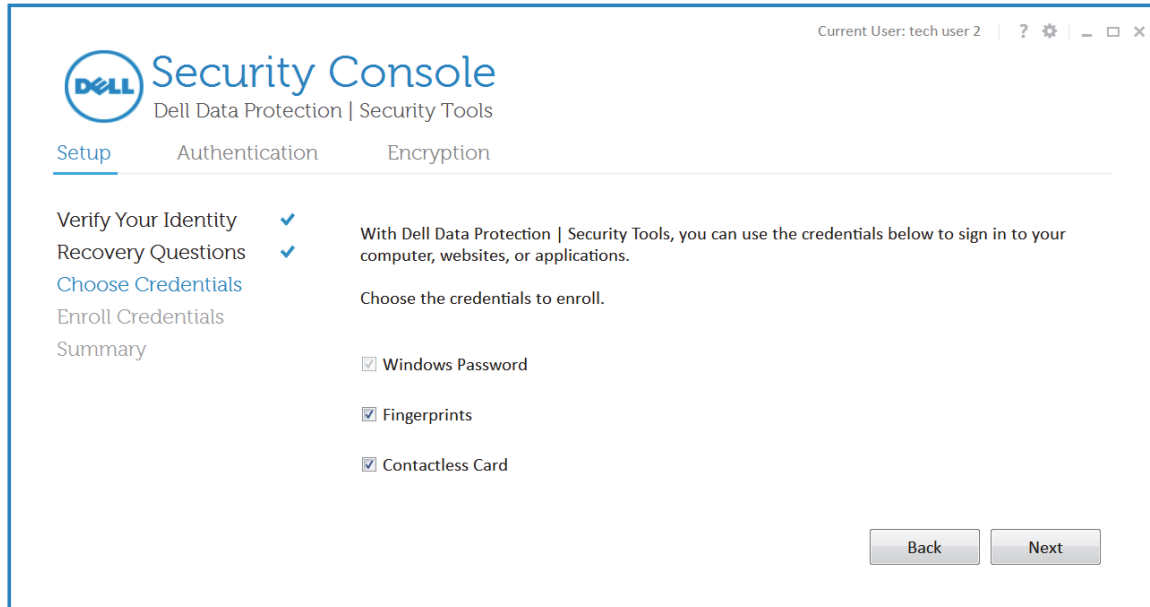 Current User: tech user 2
DELL
Security Console
Dell Data Protection | Security Tools
Setup Authentication Encryption
Verify Your Identity
Recovery Questions
Choose Credentials
Enroll Credentials
Summary
With Dell Data Protection | Security Tools, you can use the credentials below to sign in to your
computer, websites, or applications.
Choose the credentials to enroll.
Windows Password
Fingerprints
Contactless Card
Back Next